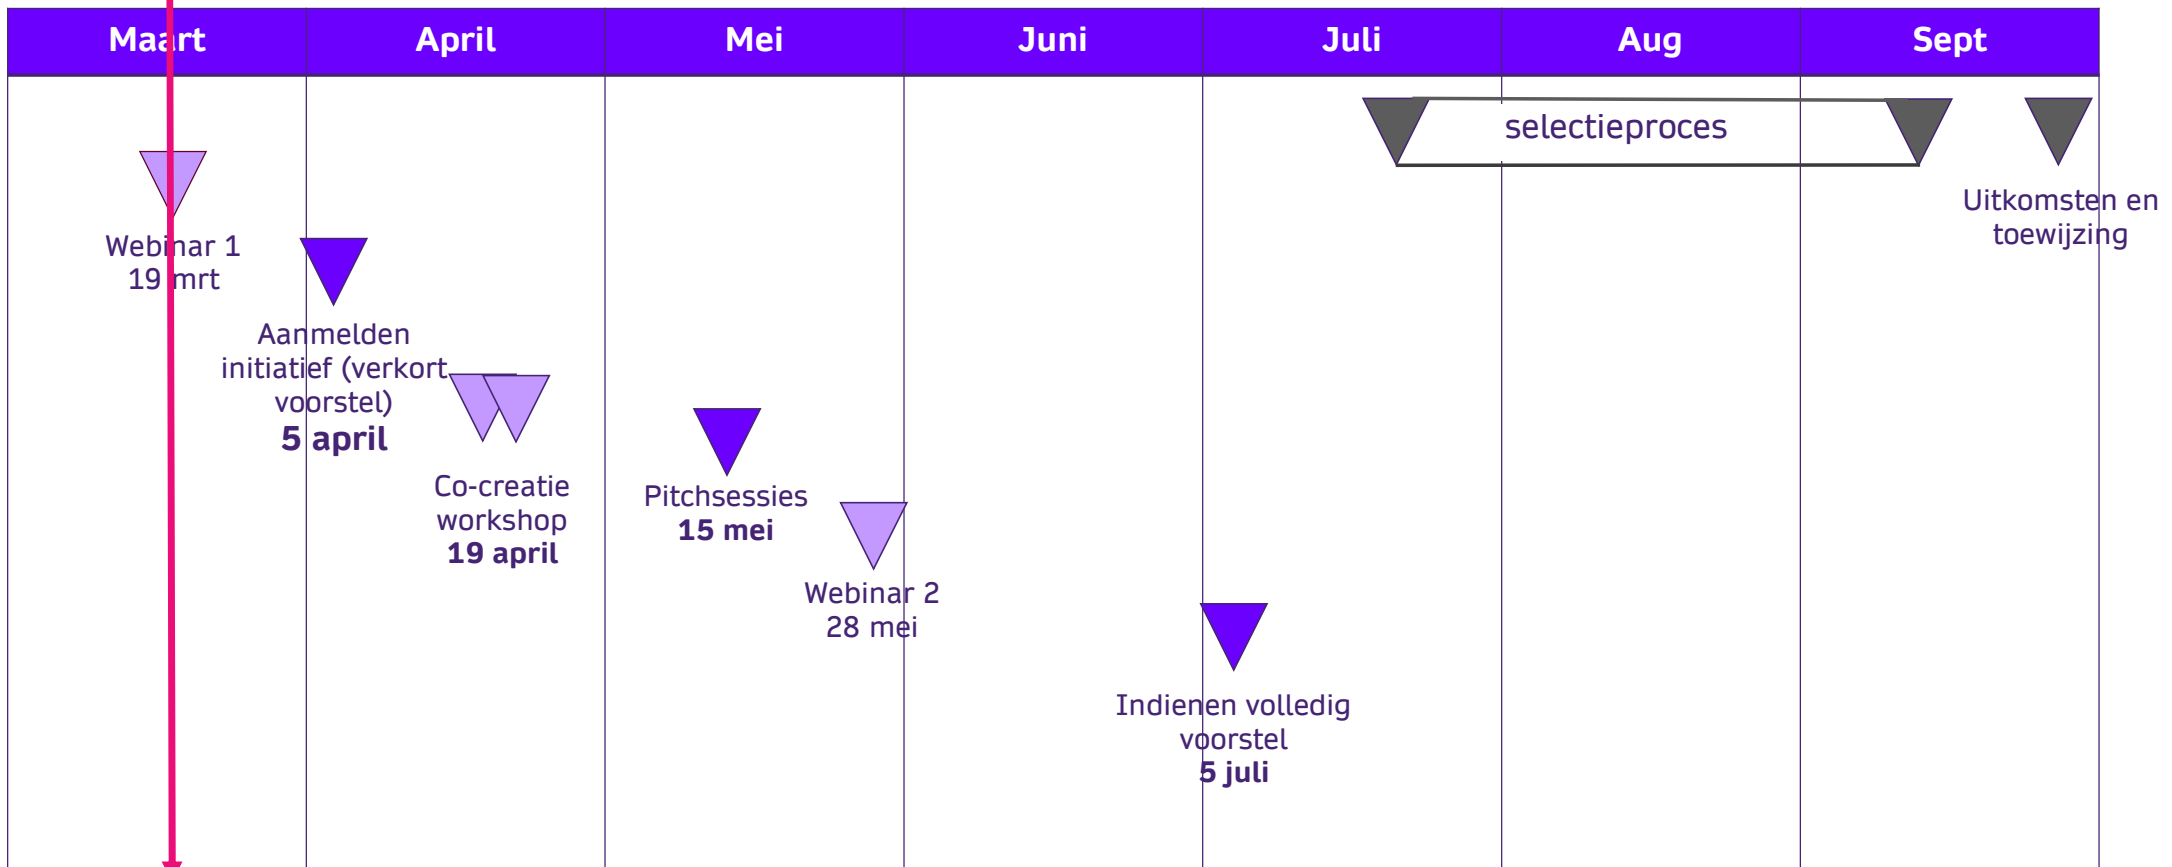 Maart
April
Mei
Juni
Juli
Aug
Sept
selectieproces
Uitkomsten en
toewijzing
Webinar 1
19 mrt
Aanmelden
initiatief (verkort
voorstel)
5 april
Co-creatie
workshop
19 april
Pitchsessies
15 mei
Webinar 2
28 mei
Indienen volledig
voorstel
5 juli